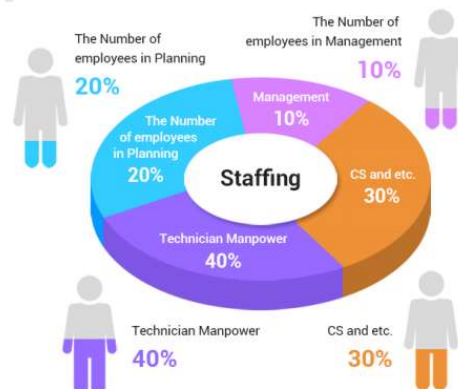 The Number of
employees in Planning
20%
The Number of
employees in Management
10%
Management
10%
The Number
of employees
in Planning
20%
Staffing
CS and etc.
30%
Technician Manpower
40%
Technician Manpower
40%
CS and etc.
30%